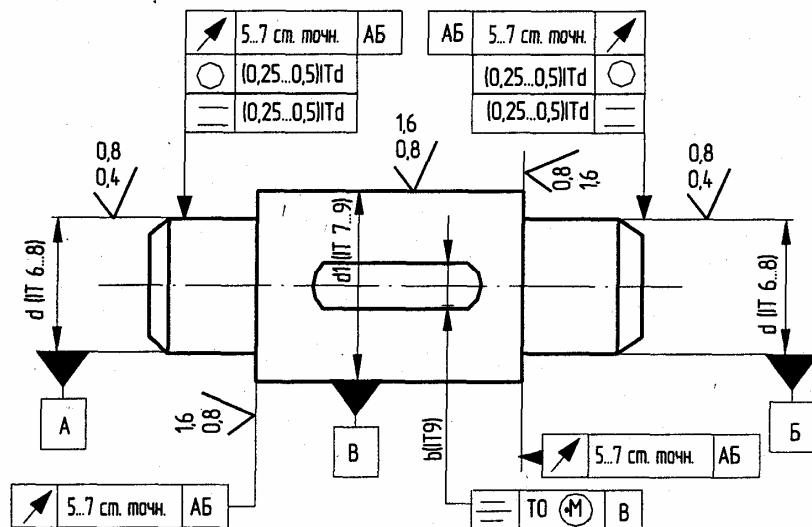 5...7 ст. точн. АБ
(0,25...0,5)ITd
(0,25...0,5)ITd
АБ 5...7 ст. точн.
(0,25...0,5)ITd
(0,25...0,5)ITd
0,8
0,4
1,6
0,8
0,8
1,6
0,8
0,4
d (IT 6...8)
d1 (IT 7...9)
d (IT 6...8)
1,6
0,8
b(IT9)
А
В
Б
5...7 ст. точн. АБ
5...7 ст. точн. АБ
ТО М В